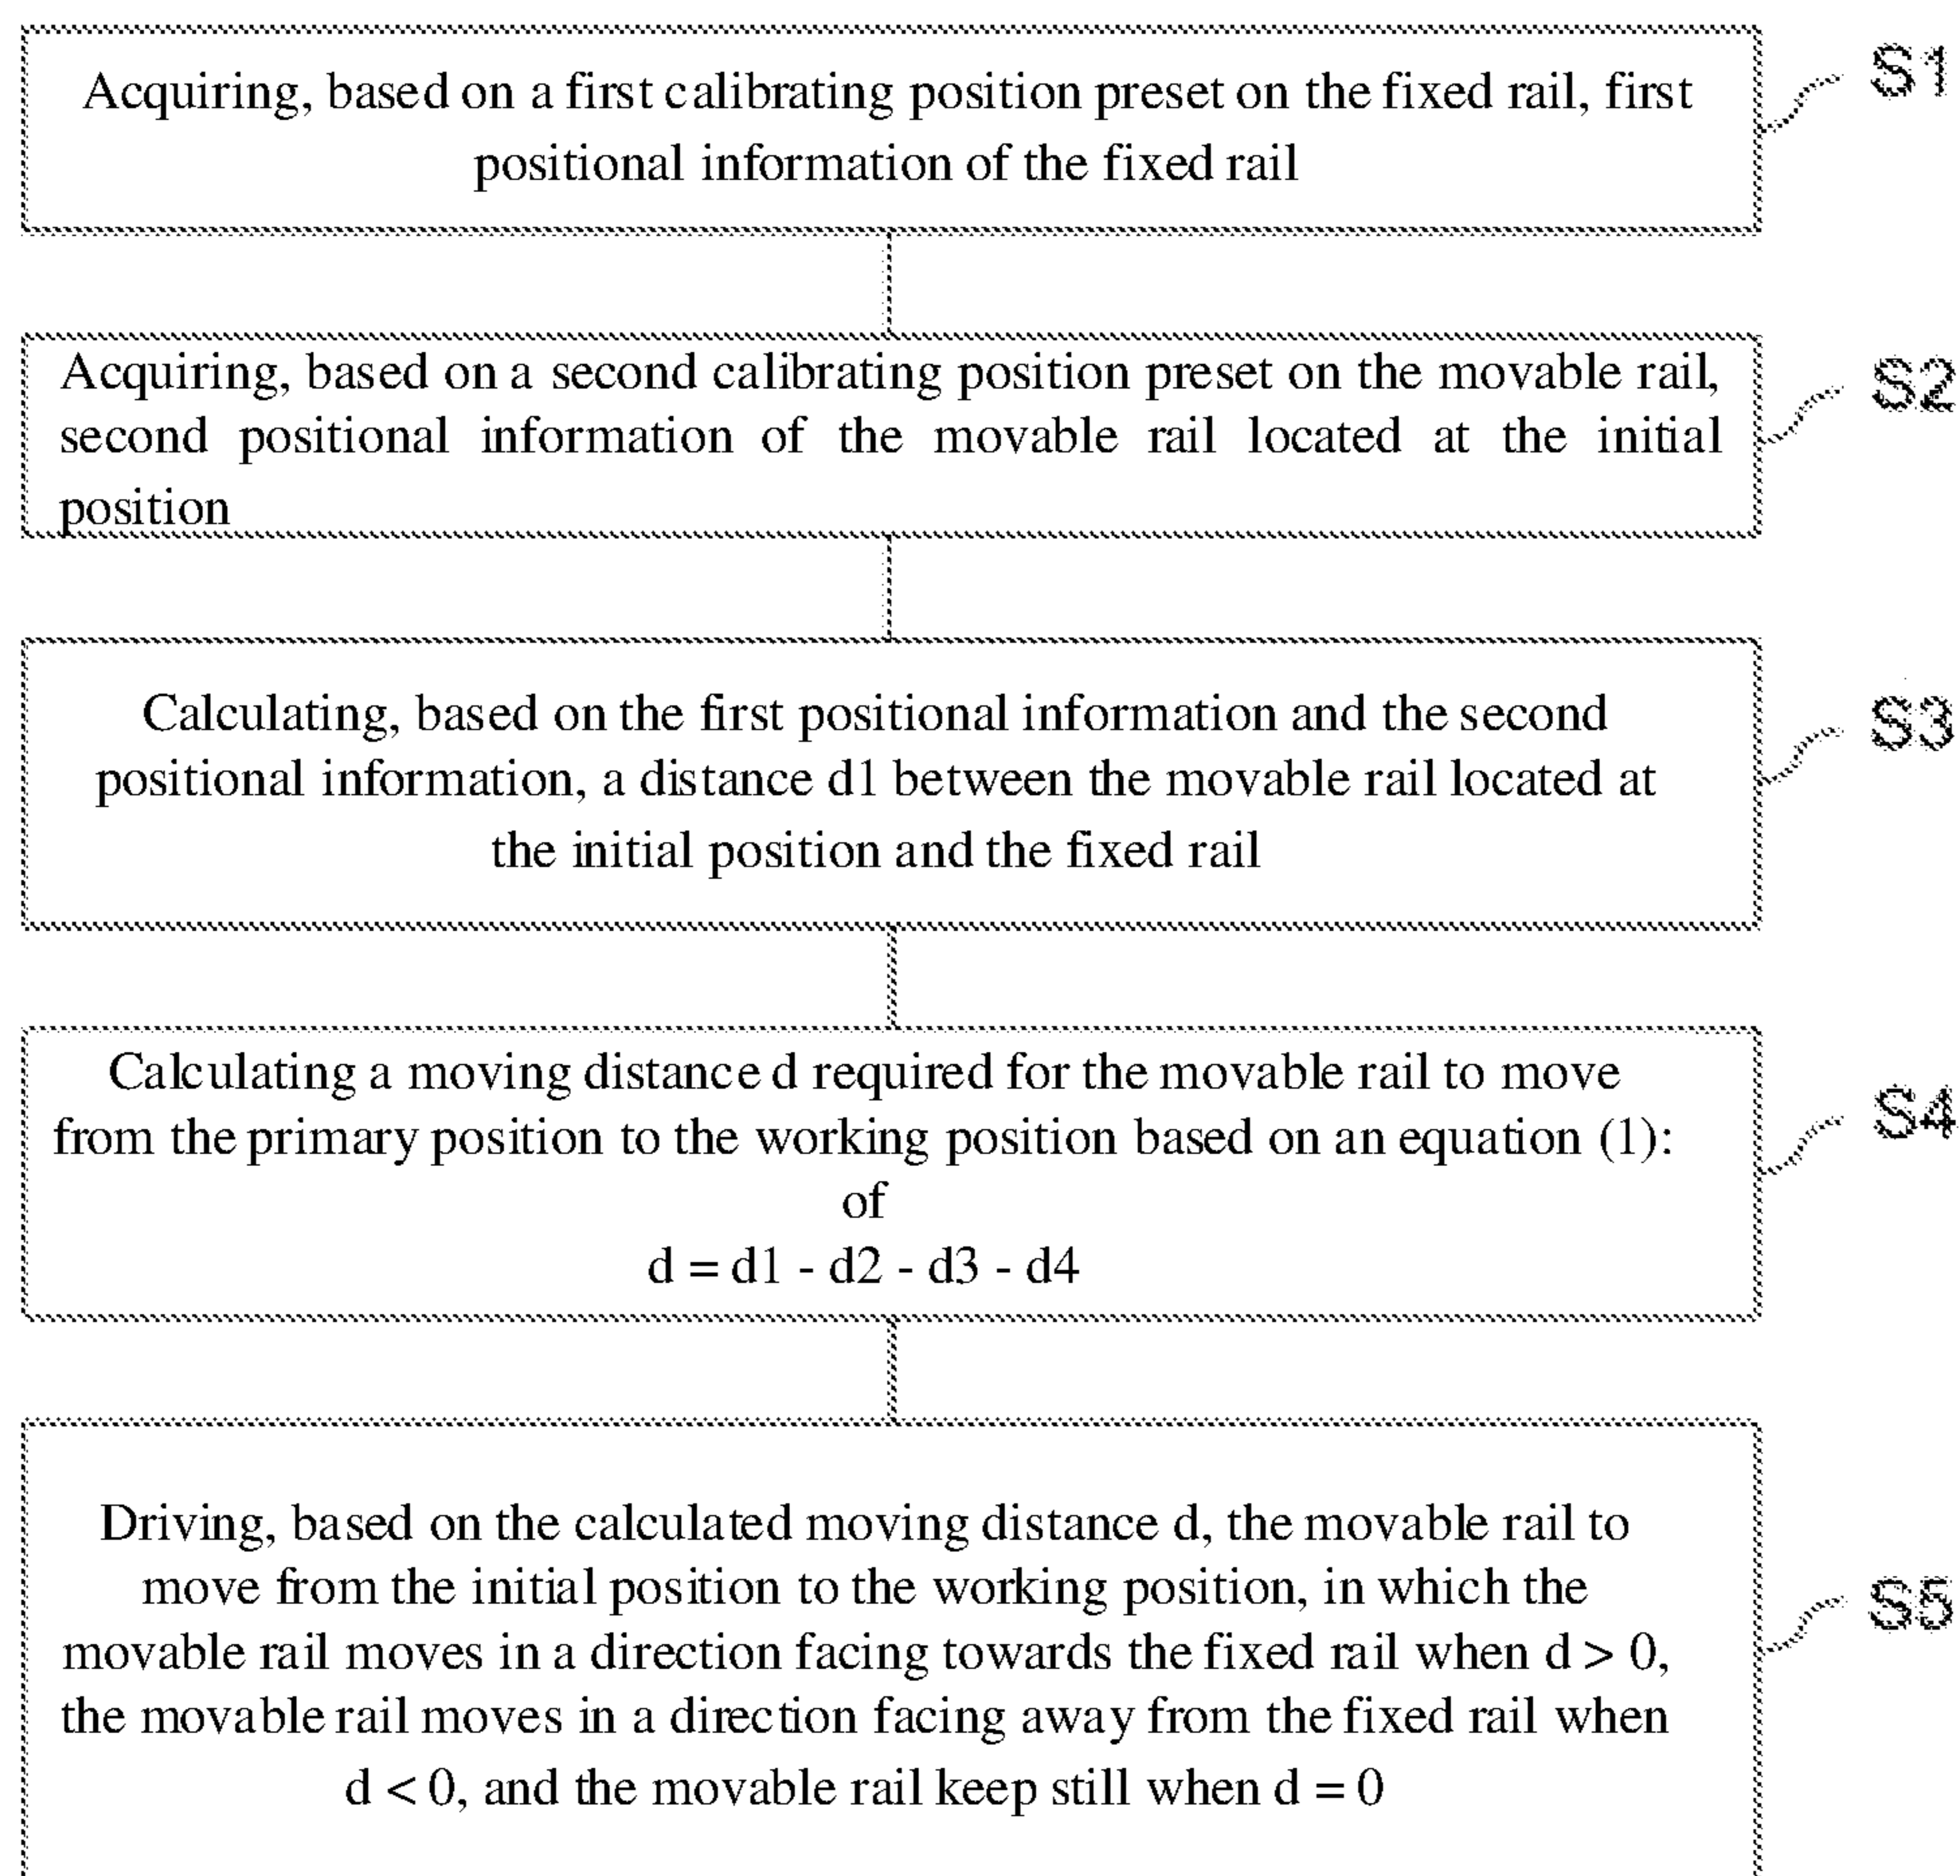 Acquiring, based on a first calibrating position preset on the fixed rail, first
positional information of the fixed rail
S1
Acquiring, based on a second calibrating position preset on the movable rail,
second positional information of the movable rail located at the initial
position
S2
Calculating, based on the first positional information and the second
positional information, a distance d1 between the movable rail located at
the initial position and the fixed rail
S3
Calculating a moving distance d required for the movable rail to move
from the primary position to the working position based on an equation (1):
of
d = d1 - d2 - d3 - d4
S4
Driving, based on the calculated moving distance d, the movable rail to
move from the initial position to the working position, in which the
movable rail moves in a direction facing towards the fixed rail when d > 0,
the movable rail moves in a direction facing away from the fixed rail when
d < 0, and the movable rail keep still when d = 0
S5